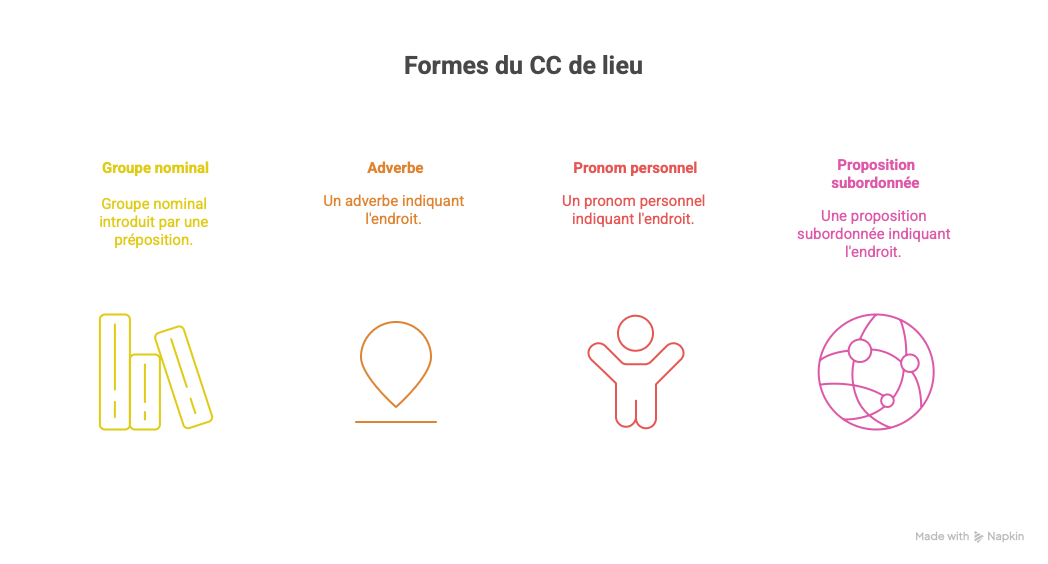 Formes du CC de lieu
Groupe nominal
Groupe nominal
introduit par une
préposition.
Adverbe
Un adverbe indiquant
l'endroit.
Pronom personnel
Un pronom personnel
indiquant l'endroit.
Proposition
subordonnée
Une proposition
subordonnée indiquant
l'endroit.
Made with Napkin